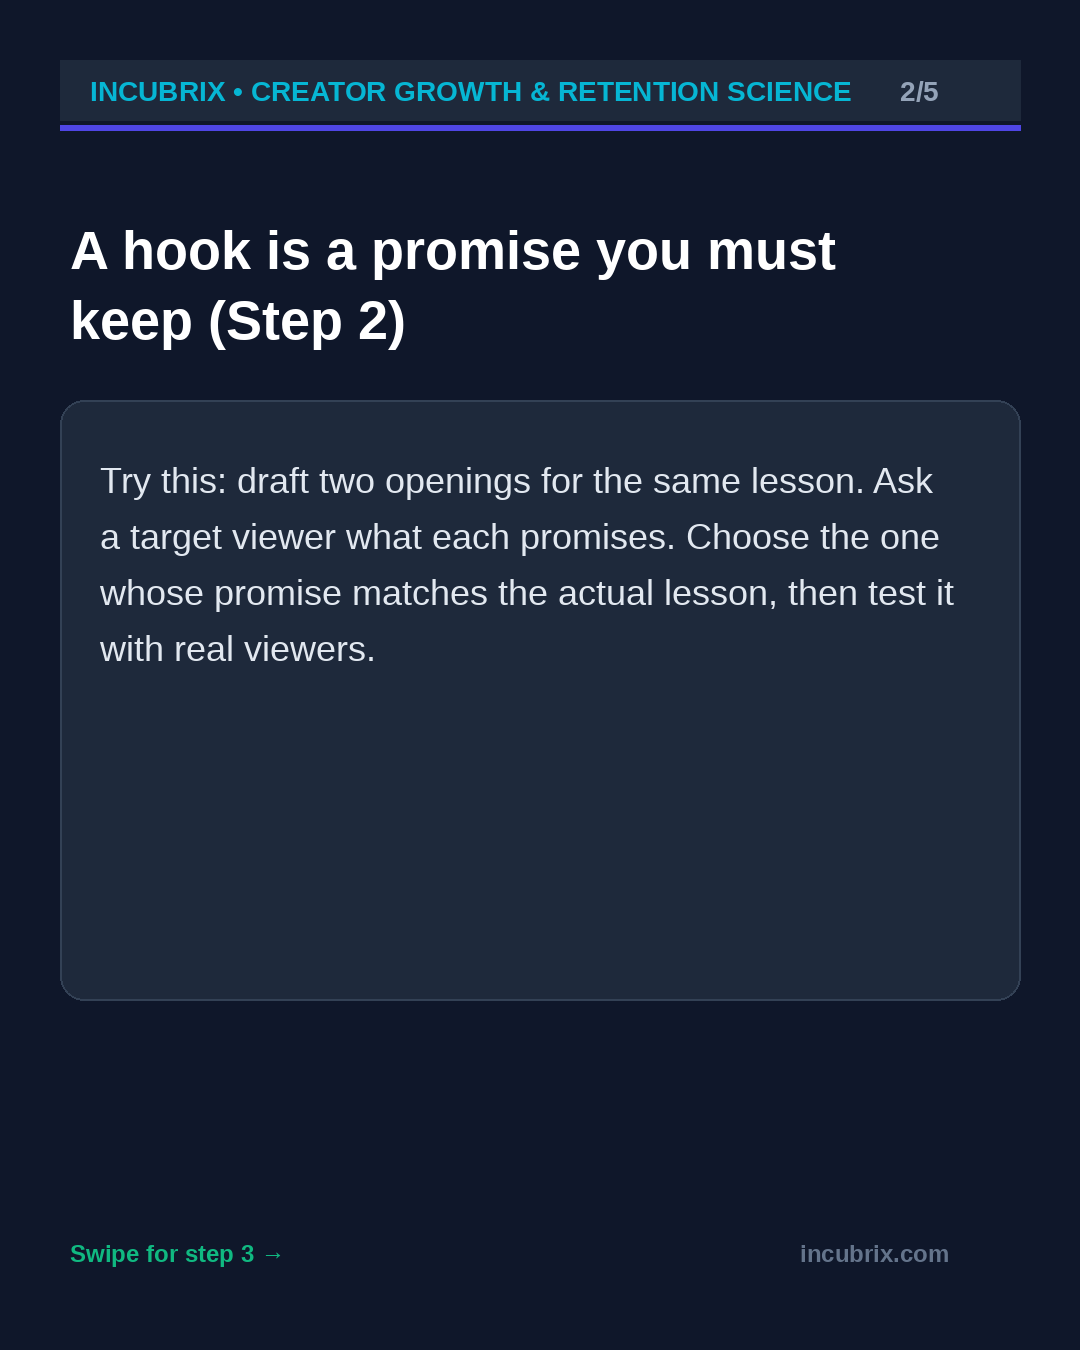 INCUBRIX • CREATOR GROWTH & RETENTION SCIENCE 2/5
A hook is a promise you must
keep (Step 2)
Try this: draft two openings for the same lesson. Ask
a target viewer what each promises. Choose the one
whose promise matches the actual lesson, then test it
with real viewers.
Swipe for step 3 → incubrix.com